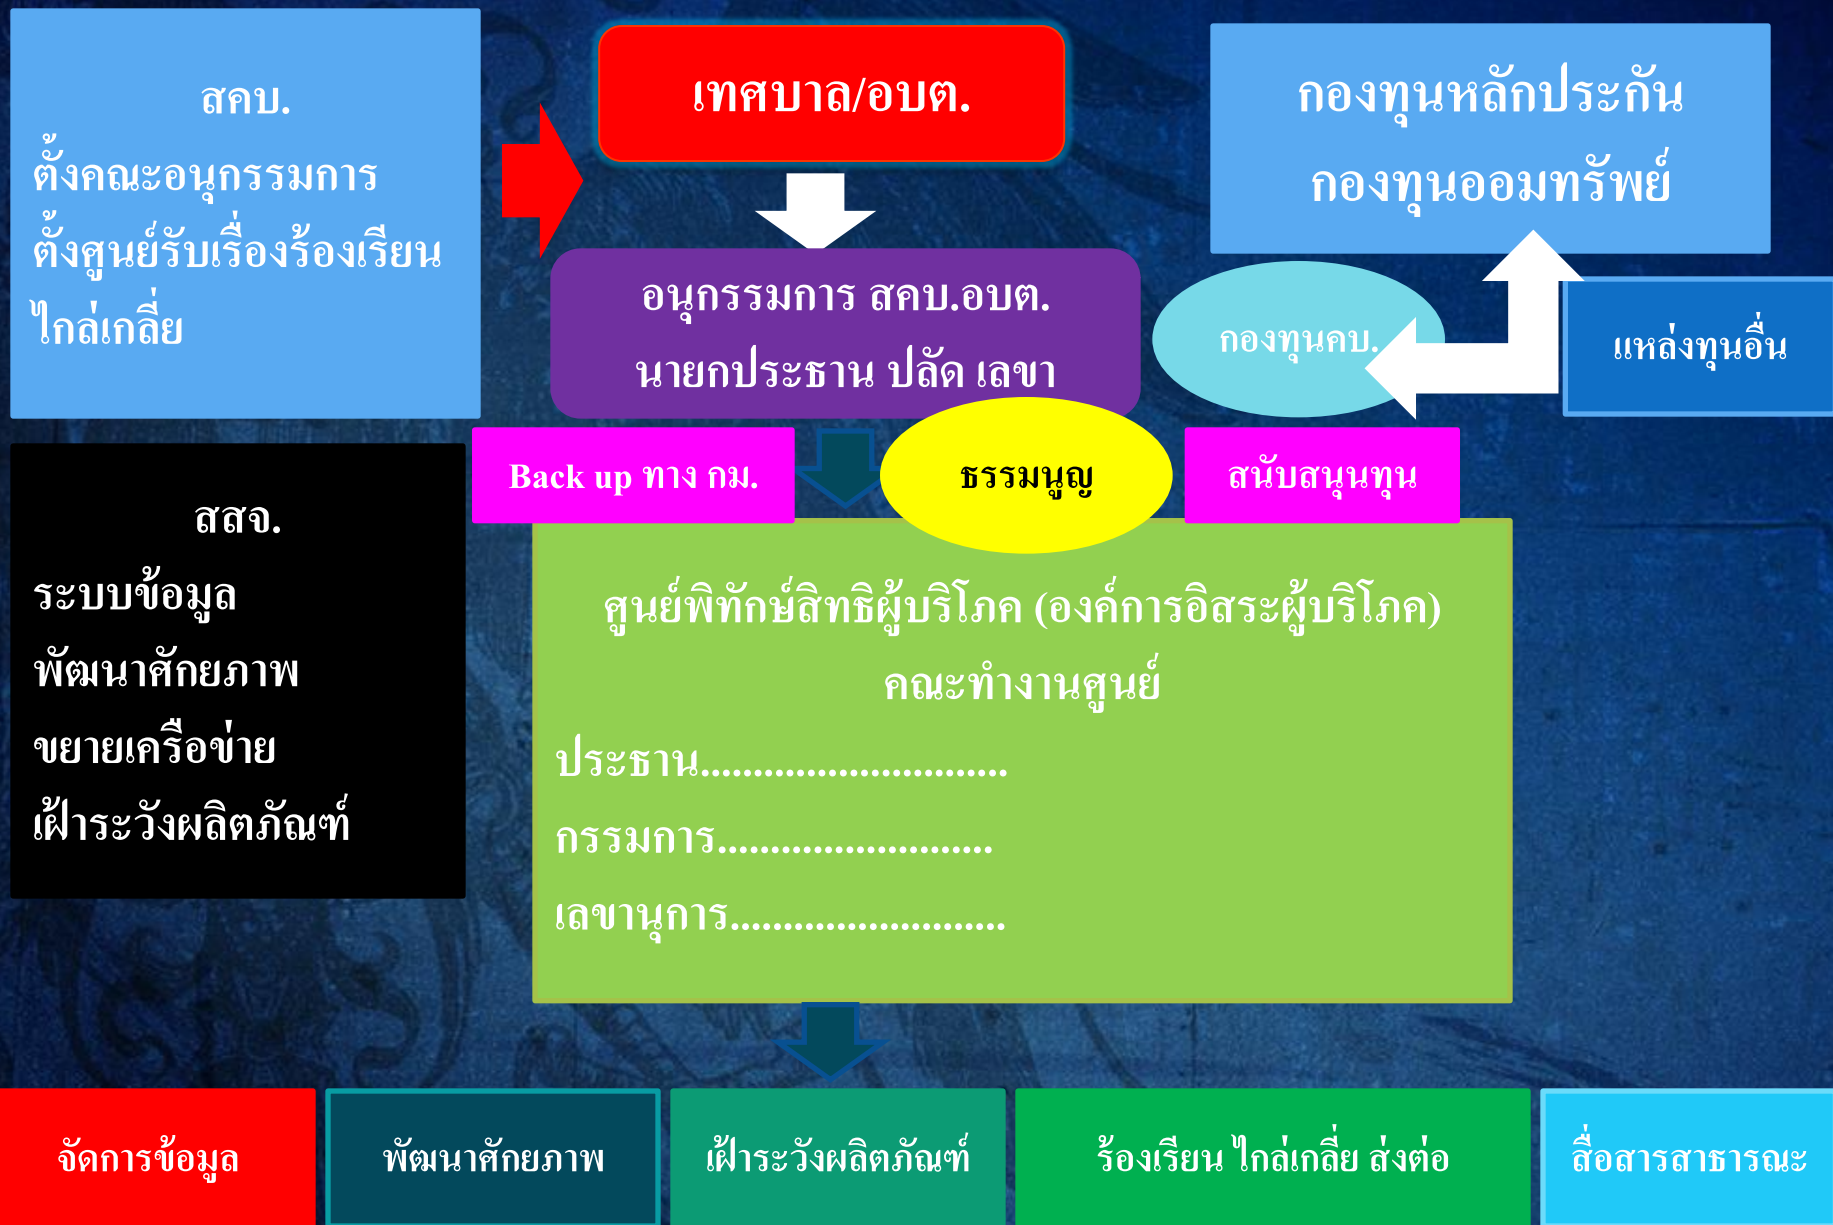 สคบ.
ตั้งคณะอนุกรรมการ
ตั้งศูนย์รับเรื่องร้องเรียน
ไกล่เกลี่ย
เทศบาล/อบต.
กองทุนหลักประกัน
กองทุนออมทรัพย์
อนุกรรมการ สคบ.อบต.
นายกประธาน ปลัด เลขา
กองทุนคบ.
แหล่งทุนอื่น
Back up ทาง กม.
ธรรมนูญ
สนับสนุนทุน
สสจ.
ระบบข้อมูล
พัฒนาศักยภาพ
ขยายเครือข่าย
เฝ้าระวังผลิตภัณฑ์
ศูนย์พิทักษ์สิทธิผู้บริโภค (องค์การอิสระผู้บริโภค)
คณะทำงานศูนย์
ประธาน.............................
กรรมการ..........................
เลขานุการ..........................
จัดการข้อมูล
พัฒนาศักยภาพ
เฝ้าระวังผลิตภัณฑ์
ร้องเรียน ไกล่เกลี่ย ส่งต่อ
สื่อสารสาธารณะ